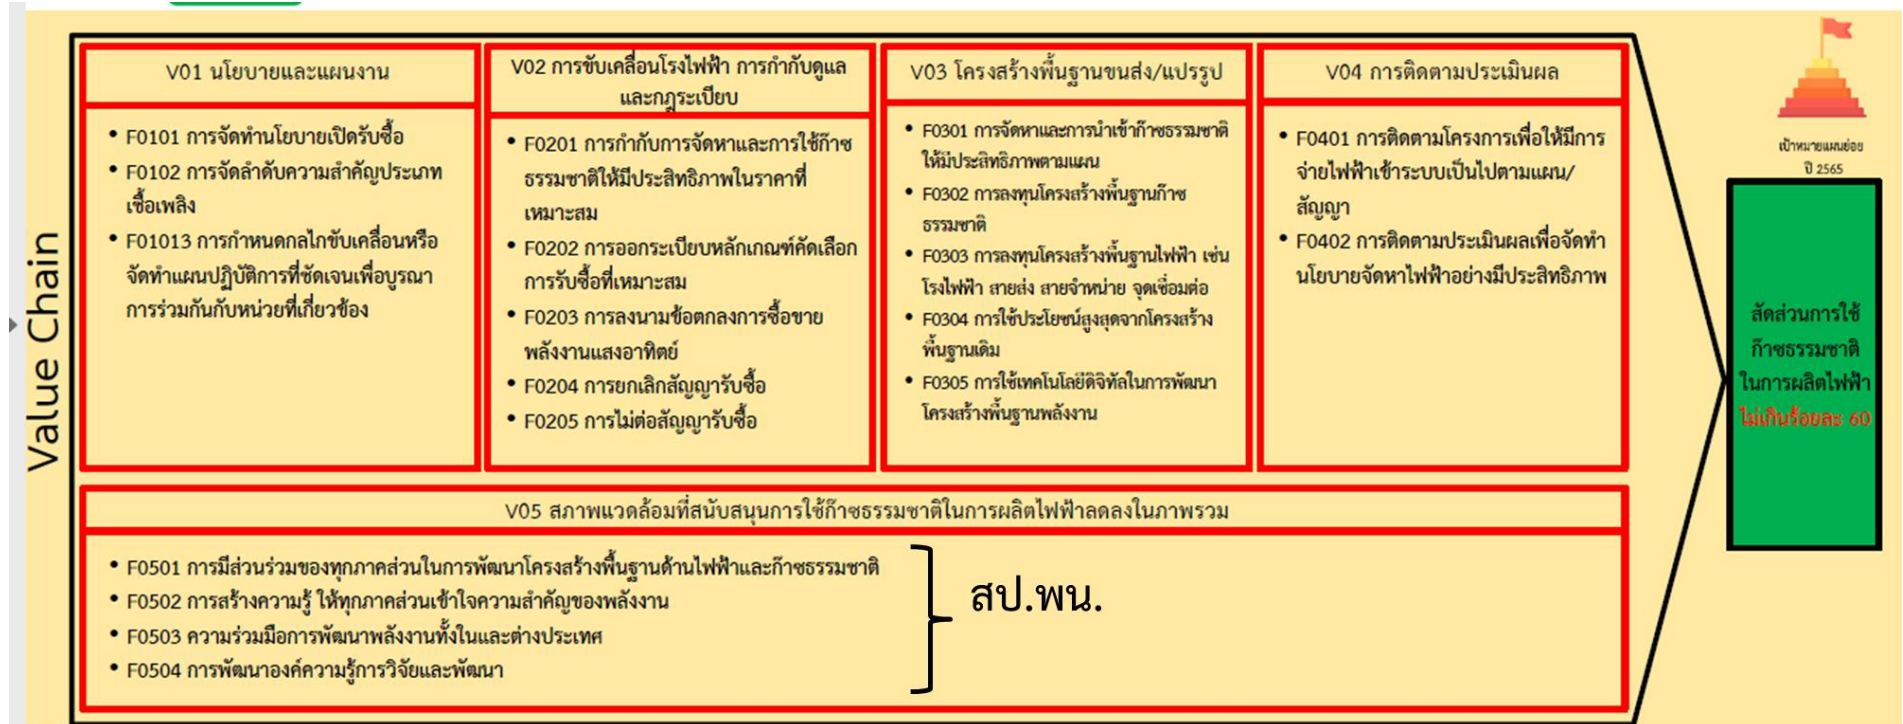 Value Chain
V01 นโยบายและแผนงาน
• F0101 การจัดทำนโยบายเปิดรับซื้อ
• F0102 การจัดลำดับความสำคัญประเภท
เชื้อเพลิง
• F01013 การกำหนดกลไกขับเคลื่อนหรือ
จัดทำแผนปฏิบัติการที่ชัดเจนเพื่อบูรณา
การร่วมกันกับหน่วยที่เกี่ยวข้อง
V02 การขับเคลื่อนโรงไฟฟ้า การกำกับดูแล
และกฎระเบียบ
• F0201 การกำกับการจัดหาและการใช้ก๊าซ
ธรรมชาติให้มีประสิทธิภาพในราคาที่
เหมาะสม
• F0202 การออกระเบียบหลักเกณฑ์คัดเลือก
การรับซื้อที่เหมาะสม
• F0203 การลงนามข้อตกลงการซื้อขาย
พลังงานแสงอาทิตย์
• F0204 การยกเลิกสัญญารับซื้อ
• F0205 การไม่ต่อสัญญารับซื้อ
V03 โครงสร้างพื้นฐานขนส่ง/แปรรูป
• F0301 การจัดหาและการนำเข้าก๊าซธรรมชาติ
ให้มีประสิทธิภาพตามแผน
• F0302 การลงทุนโครงสร้างพื้นฐานก๊าซ
ธรรมชาติ
• F0303 การลงทุนโครงสร้างพื้นฐานไฟฟ้า เช่น
โรงไฟฟ้า สายส่ง สายจำหน่าย จุดเชื่อมต่อ
• F0304 การใช้ประโยชน์สูงสุดจากโครงสร้าง
พื้นฐานเดิม
• F0305 การใช้เทคโนโลยีดิจิทัลในการพัฒนา
โครงสร้างพื้นฐานพลังงาน
V04 การติดตามประเมินผล
• F0401 การติดตามโครงการเพื่อให้มีการ
จ่ายไฟฟ้าเข้าระบบเป็นไปตามแผน/
สัญญา
• F0402 การติดตามประเมินผลเพื่อจัดทำ
นโยบายจัดหาไฟฟ้าอย่างมีประสิทธิภาพ
V05 สภาพแวดล้อมที่สนับสนุนการใช้ก๊าซธรรมชาติในการผลิตไฟฟ้าลดลงในภาพรวม
• F0501 การมีส่วนร่วมของทุกภาคส่วนในการพัฒนาโครงสร้างพื้นฐานด้านไฟฟ้าและก๊าซธรรมชาติ
• F0502 การสร้างความรู้ ให้ทุกภาคส่วนเข้าใจความสำคัญของพลังงาน
• F0503 ความร่วมมือการพัฒนาพลังงานทั้งในและต่างประเทศ
• F0504 การพัฒนาองค์ความรู้การวิจัยและพัฒนา
สป.พน.
เป้าหมายแผนย่อย
ปี 2565
สัดส่วนการใช้
ก๊าซธรรมชาติ
ในการผลิตไฟฟ้า
ไม่เกินร้อยละ 60